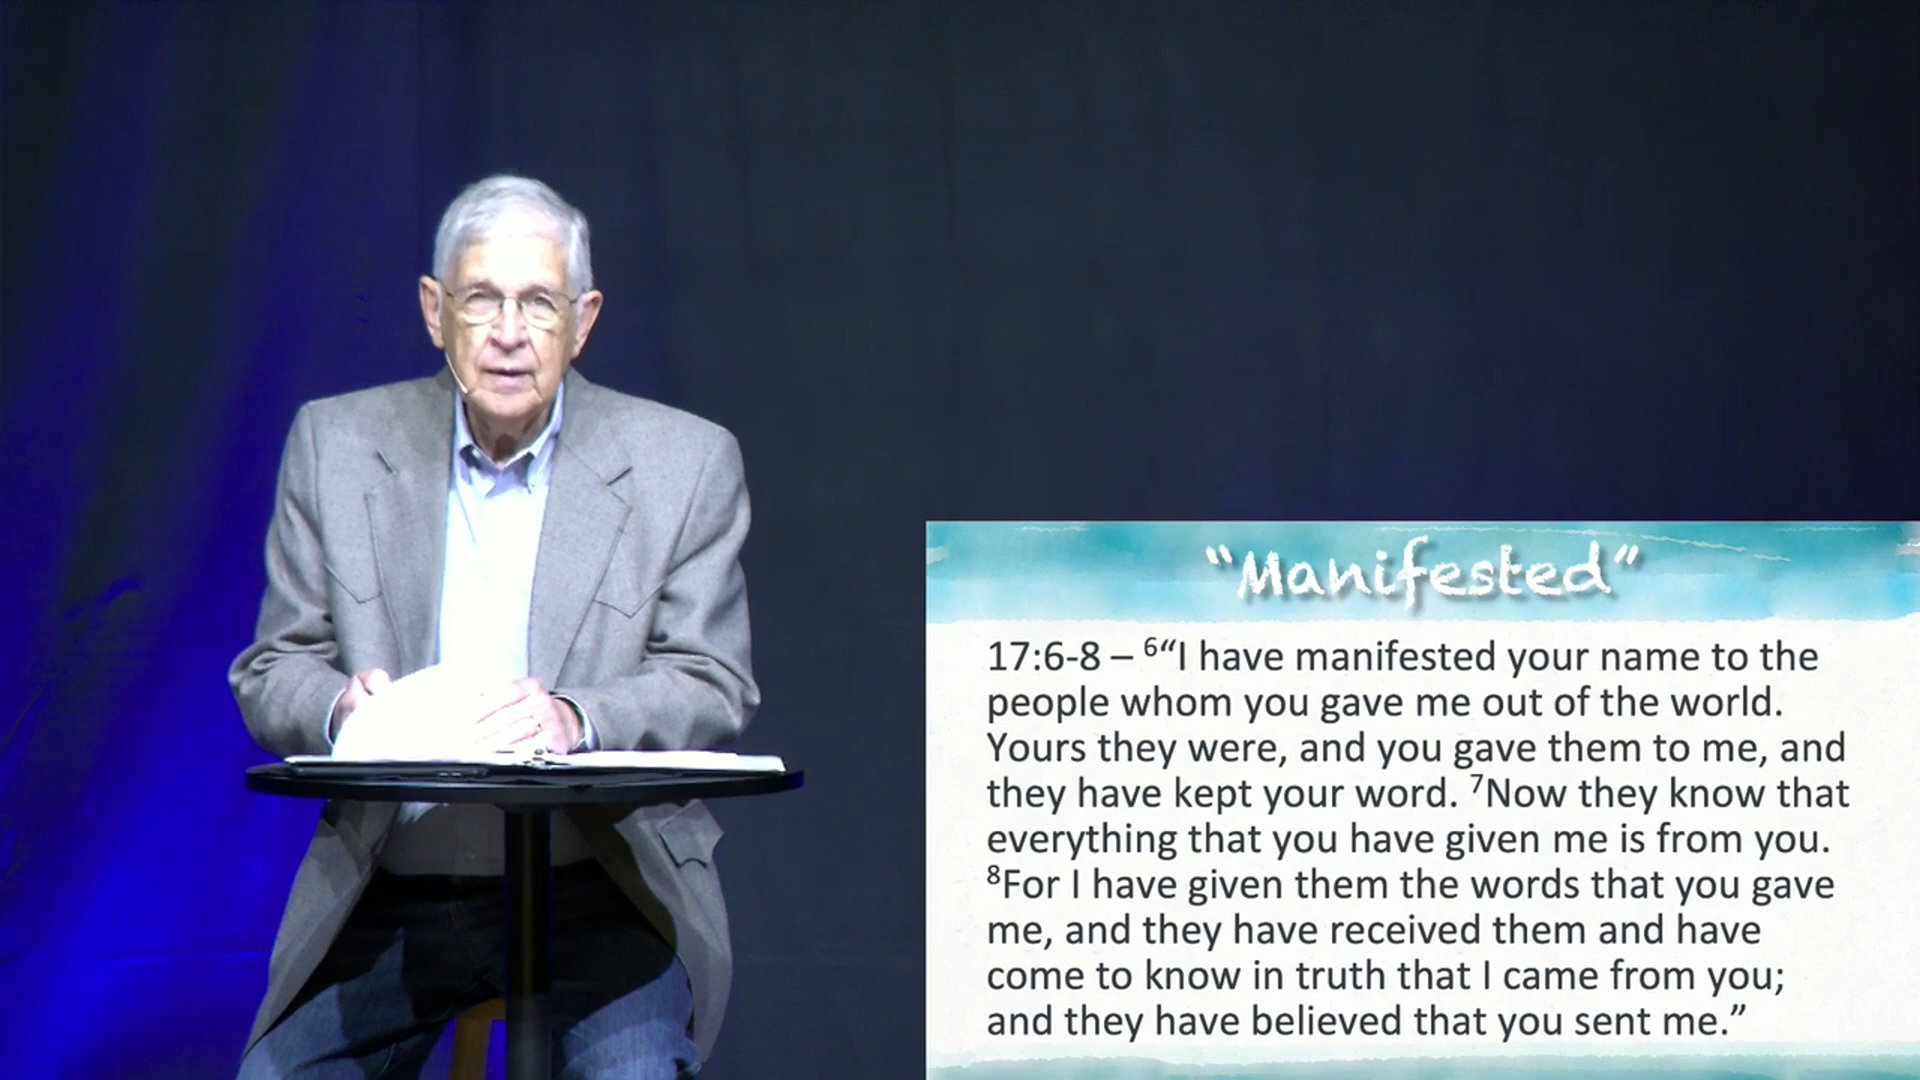 “Manifested”
17:6-8 – ⁶“I have manifested your name to the
people whom you gave me out of the world.
Yours they were, and you gave them to me, and
they have kept your word. ⁷Now they know that
everything that you have given me is from you.
⁸For I have given them the words that you gave
me, and they have received them and have
come to know in truth that I came from you;
and they have believed that you sent me.”